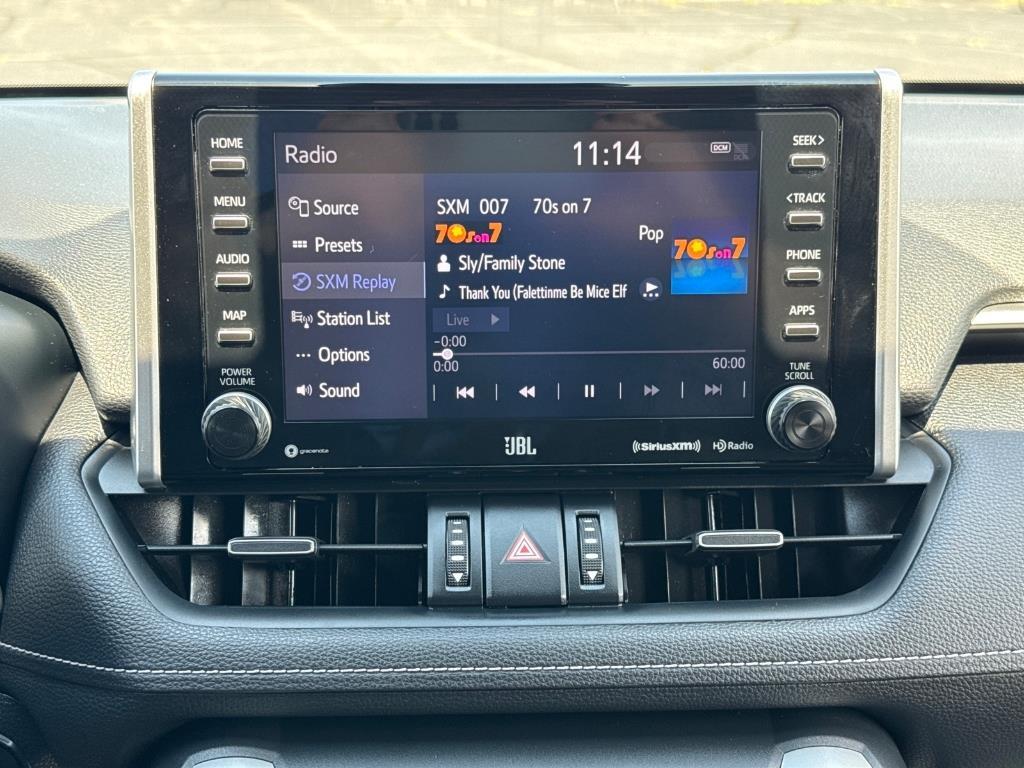 HOME
MENU
AUDIO
MAP
POWER
VOLUME
Radio
11:14
DCM
DCM
Source
Presets
SXM Replay
Station List
Options
Sound
SXM 007 70s on 7
70s on 7
Pop
70s on 7
Sly/Family Stone
Thank You (Falettinme Be Mice Elf
Live
-0:00
0:00
60:00
SEEK>
<TRACK
PHONE
APPS
TUNE
SCROLL
gracenote
JBL
((SiriusXM))
HD Radio